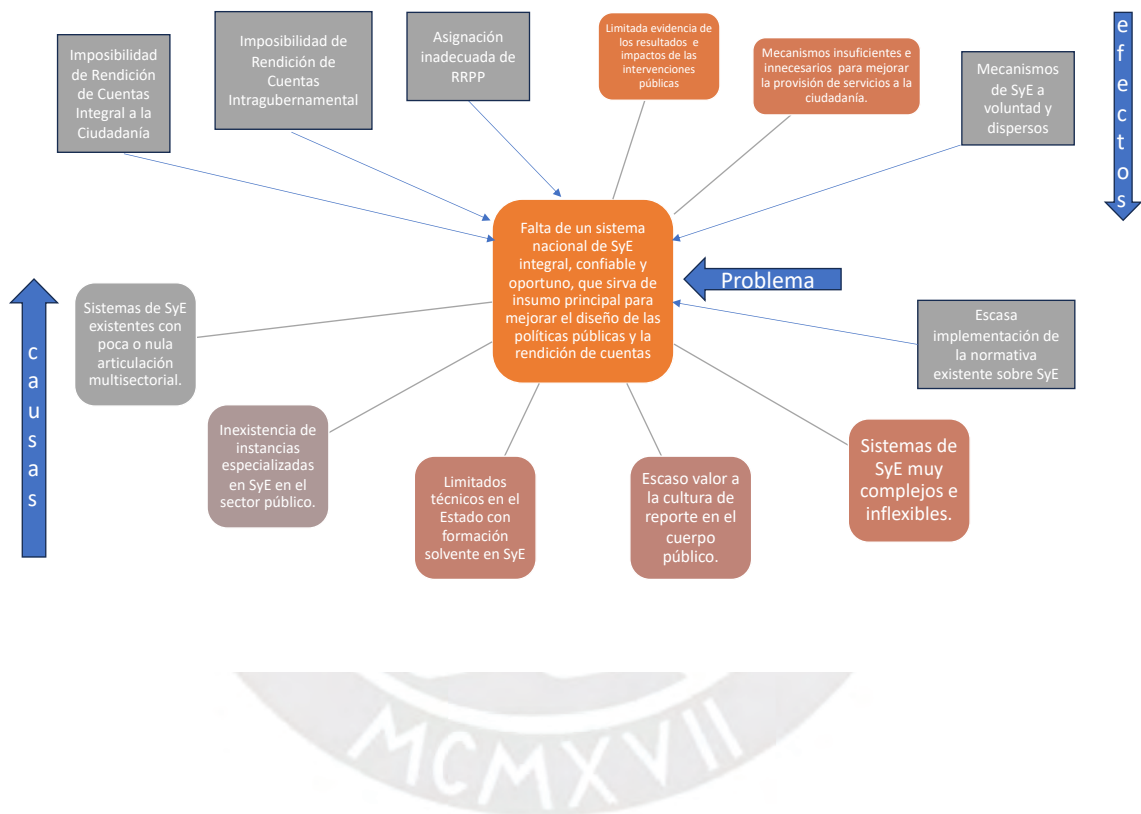 Imposibilidad
de Rendición
de Cuentas
Integral a la
Ciudadanía
Imposibilidad de
Rendición de
Cuentas
Intragubernamental
Asignación
inadecuada de
RRPP
Limitada evidencia de
los resultados e
impactos de las
intervenciones
públicas
Mecanismos insuficientes e
innecesarios para mejorar
la provisión de servicios a la
ciudadanía.
Mecanismos
de SyE a
voluntad y
dispersos
efectos
Falta de un sistema
nacional de SyE
integral, confiable y
oportuno, que sirva de
insumo principal para
mejorar el diseño de las
políticas públicas y la
rendición de cuentas
Problema
causas
Sistemas de SyE
existentes con
poca o nula
articulación
multisectorial.
Escasa
implementación de
la normativa
existente sobre SyE
Inexistencia de
instancias
especializadas
en SyE en el
sector público.
Limitados
técnicos en el
Estado con
formación
solvente en SyE
Escaso valor a
la cultura de
reporte en el
cuerpo
público.
Sistemas de
SyE muy
complejos e
inflexibles.
MCMXVII